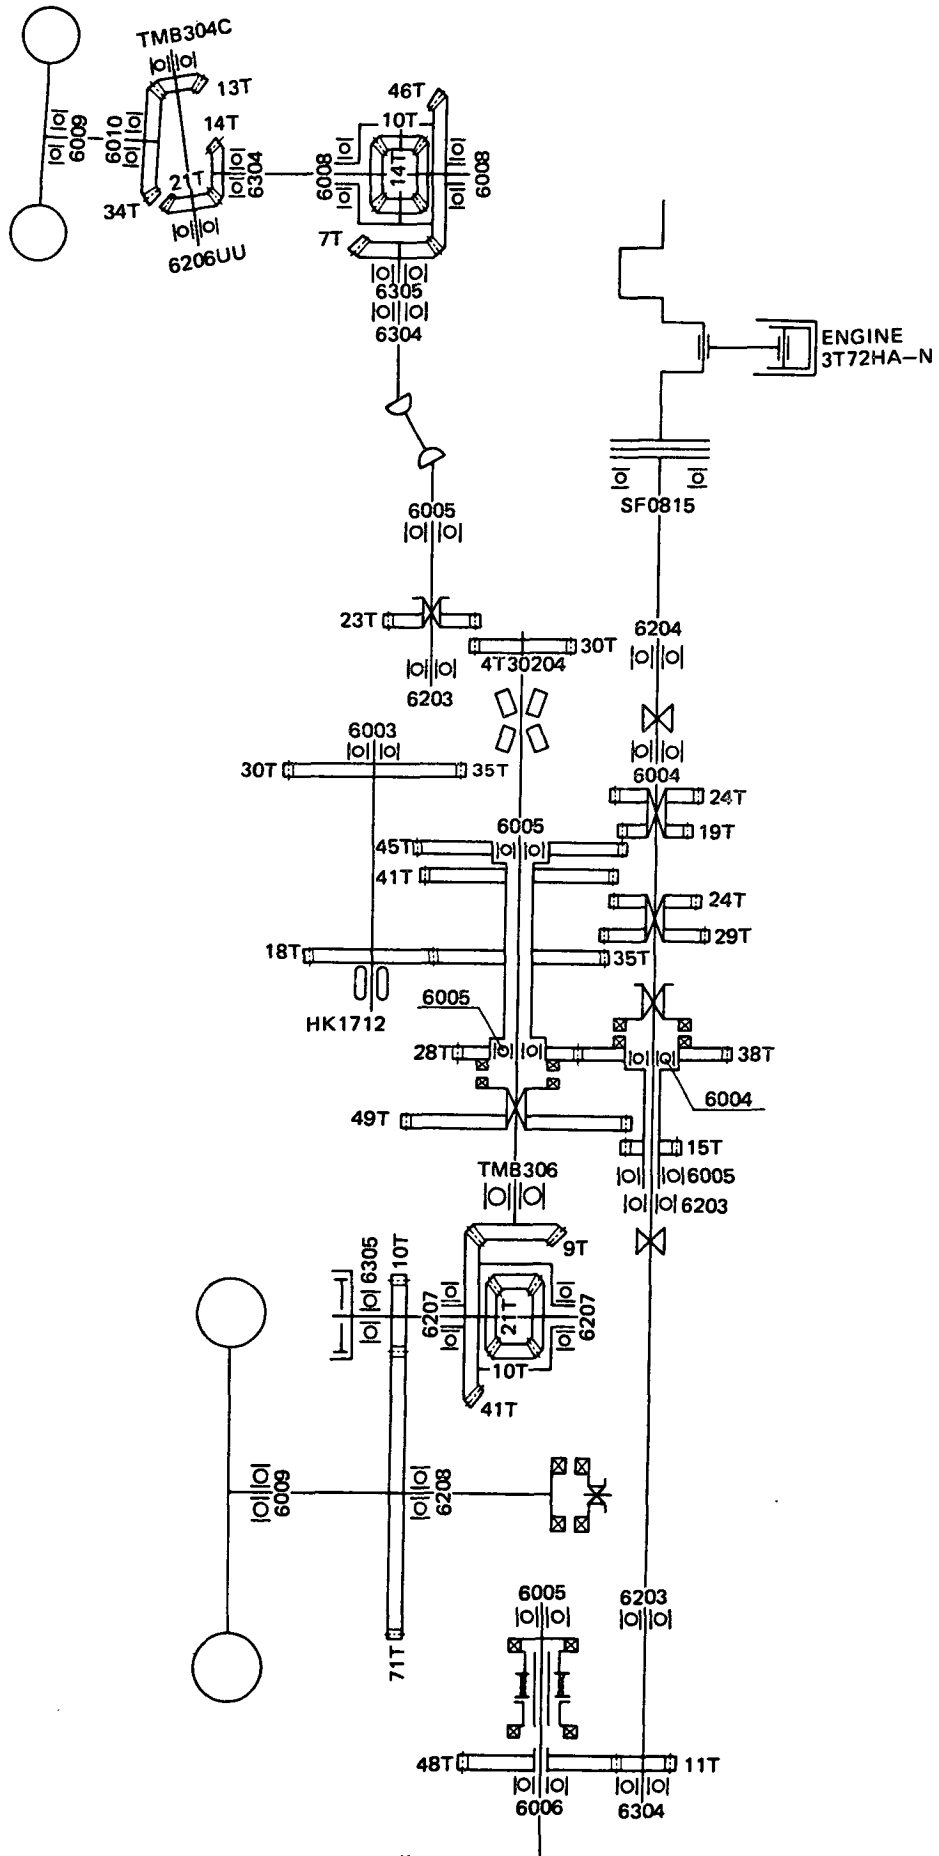 TMB304C
13T
46T
10T
14T
6009
6010
6304
21T
34T
6206UU
6008
14T
6008
7T
6305
6304
ENGINE
3T72HA-N
SF0815
6005
23T
6204
30T
4T30204
6203
6003
30T
35T
6004
24T
6005
19T
45T
41T
24T
29T
18T
35T
6005
HK1712
28T
38T
6004
49T
15T
TMB306
6005
6203
9T
6305
10T
6207
21T
6207
10T
41T
6009
6208
6005
6203
71T
48T
11T
6006
6304